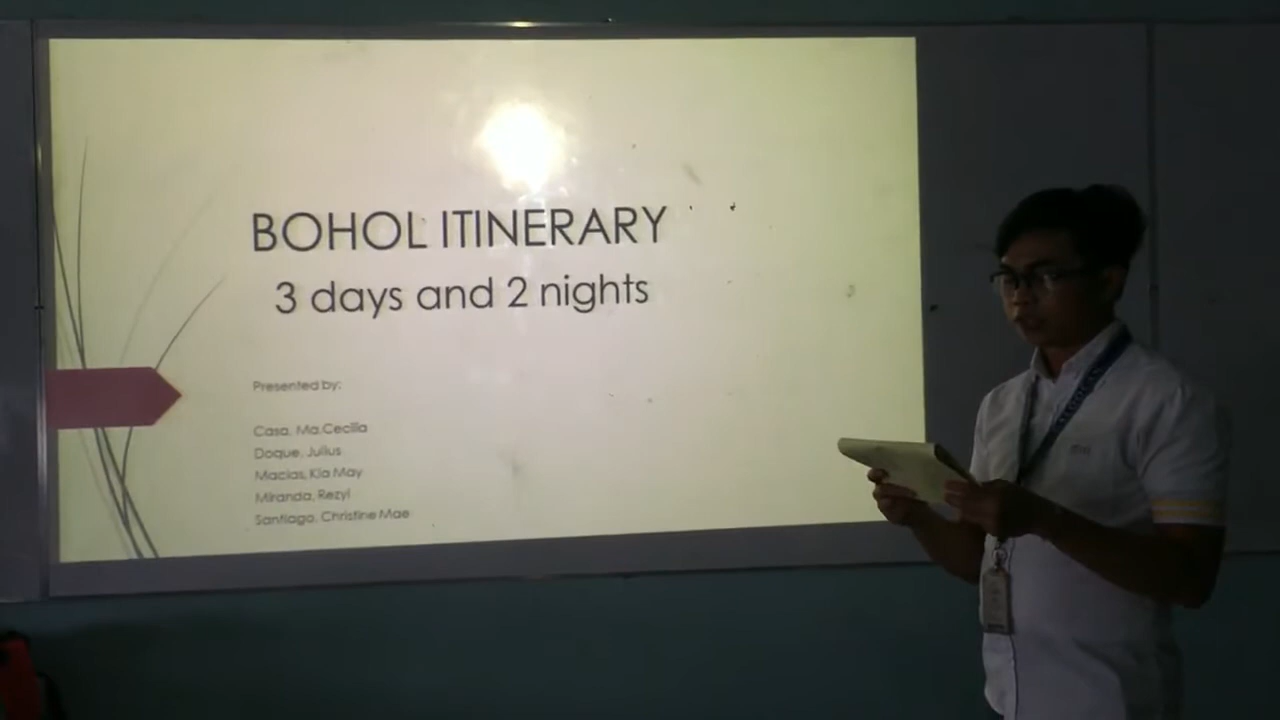 BOHOL ITINERARY
3 days and 2 nights
Presented by:
Casa, Ma.Cecilia
Doque, Julius
Macias, Kia May
Miranda, Rezyl
Santiago, Christine Mae